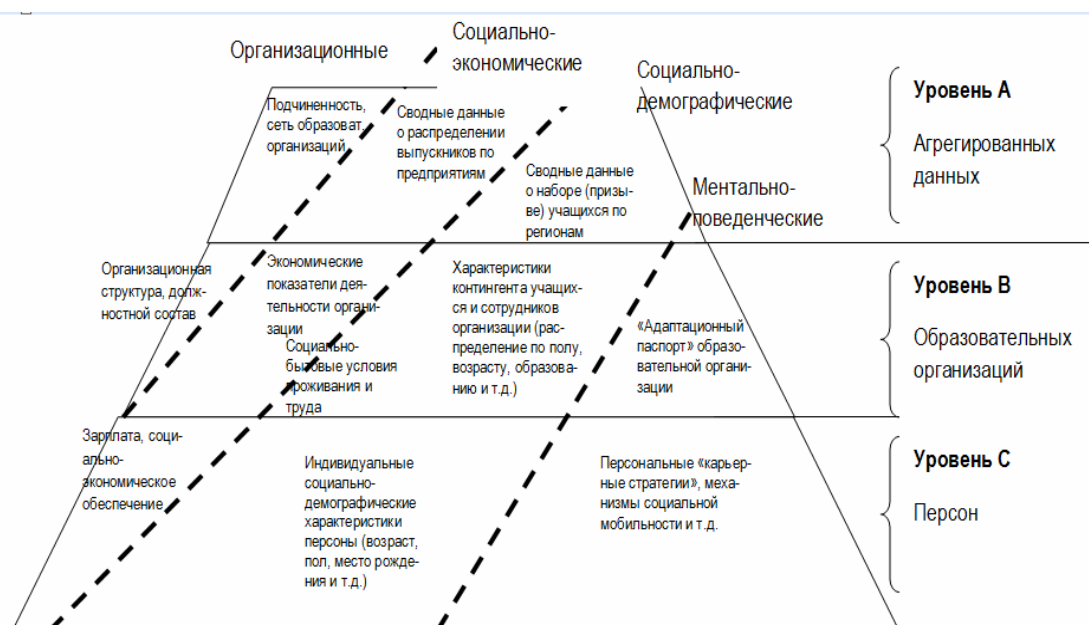 Организационные
Социально-
экономические
Социально-
демографические
Ментально-
поведенческие
Подчиненность,
сеть образоват.
организаций
Сводные данные
о распределении
выпускников по
предприятиям
Сводные данные
о наборе (призы-
ве) учащихся по
регионам
Уровень А
Агрегированных
данных
Организационная
структура, долж-
ностной состав
Экономические
показатели дея-
тельности органи-
зации
Социально-
бытовые условия
проживания и
труда
Характеристики
контингента учащих-
ся и сотрудников
организации (рас-
пределение по полу,
возрасту, образова-
нию и т.д.)
«Адаптационный
паспорт» образо-
вательной органи-
зации
Уровень В
Образовательных
организаций
Зарплата, соци-
ально-
экономическое
обеспечение
Индивидуальные
социально-
демографические
характеристики
персоны (возраст,
пол, место рожде-
ния и т.д.)
Персональные «карьер-
ные стратегии», меха-
низмы социальной
мобильности и т.д.
Уровень С
Персон